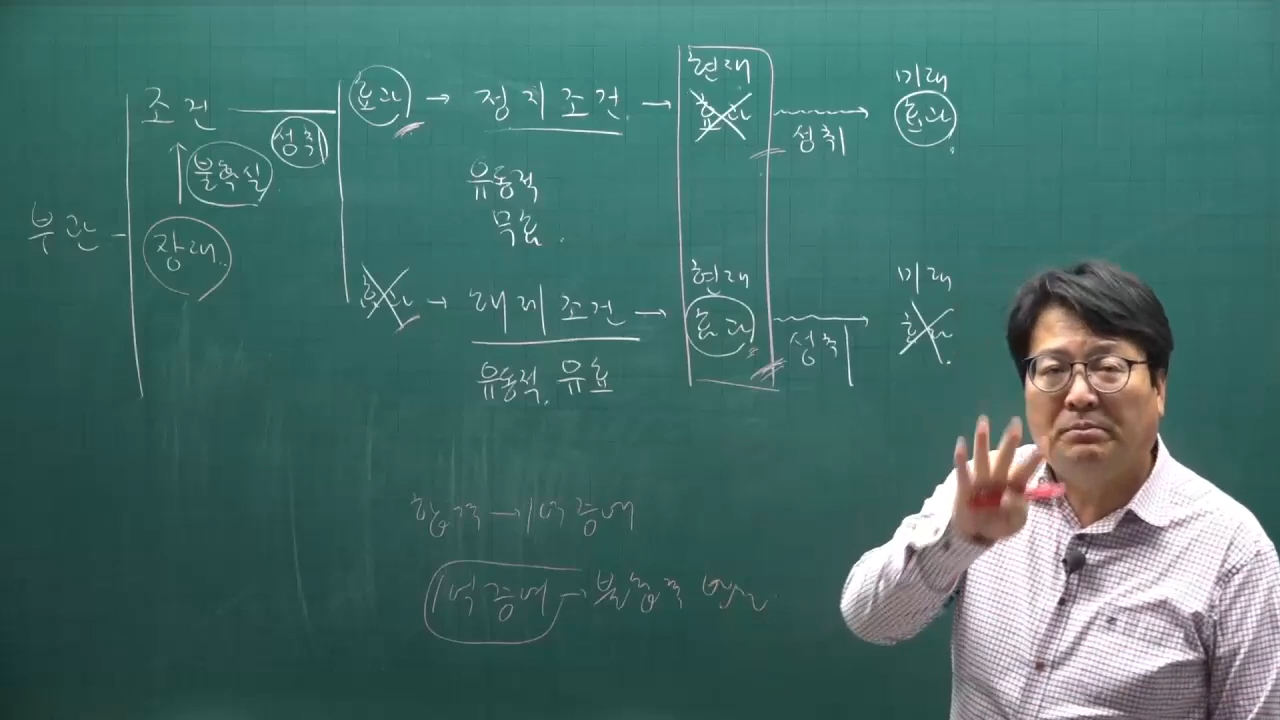 부관
조건
불확실
장래
성취
효과 → 정지조건 → 현재 효과 → 성취 미래 효과
유동적
무효
효과 → 해제조건 → 현재 효과 → 성취 미래 효과
유동적 유효
합격 → 1억 증여
1억 증여 → 불합격